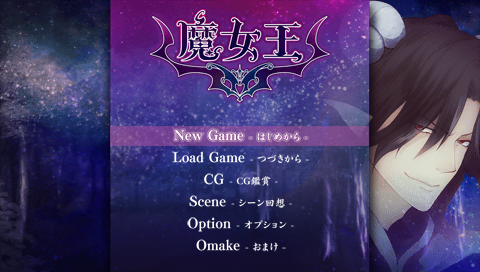 魔女王
New Game - はじめから -
Load Game - つづきから -
CG - CG鑑賞 -
Scene - シーン回想 -
Option - オプション -
Omake - おまけ -